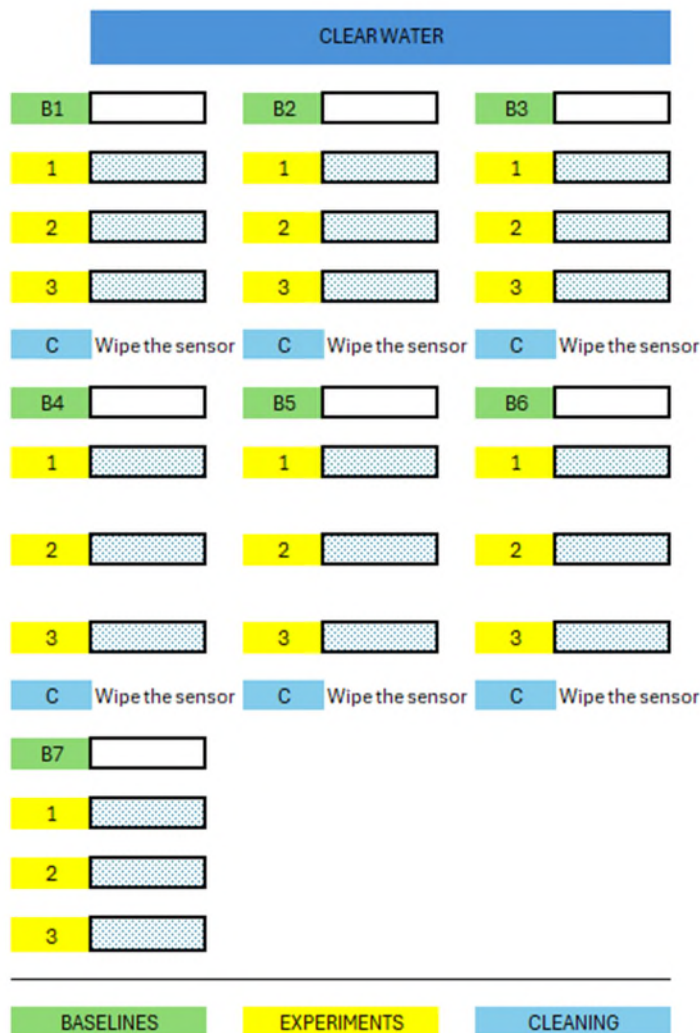 CLEAR WATER
B1 B2 B3
1 1 1
2 2 2
3 3 3
C Wipe the sensor C Wipe the sensor C Wipe the sensor
B4 B5 B6
1 1 1
2 2 2
3 3 3
C Wipe the sensor C Wipe the sensor C Wipe the sensor
B7
1
2
3
BASELINES EXPERIMENTS CLEANING